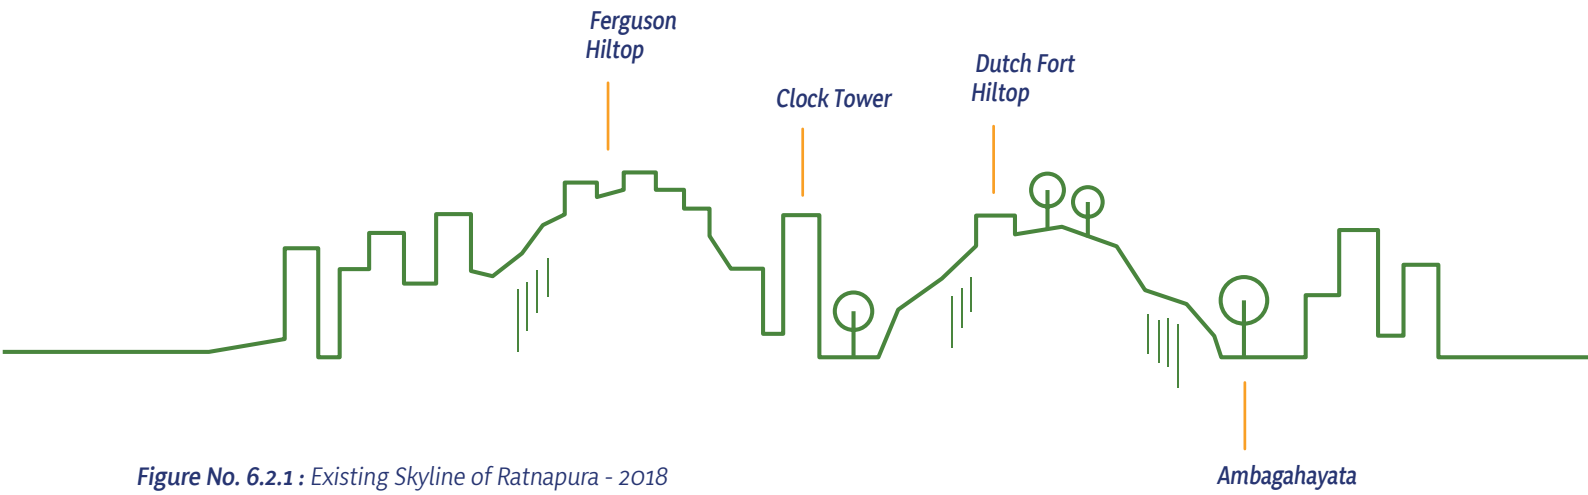 Ferguson
Hiltop
Clock Tower
Dutch Fort
Hiltop
Ambagahayata
Figure No. 6.2.1 : Existing Skyline of Ratnapura - 2018